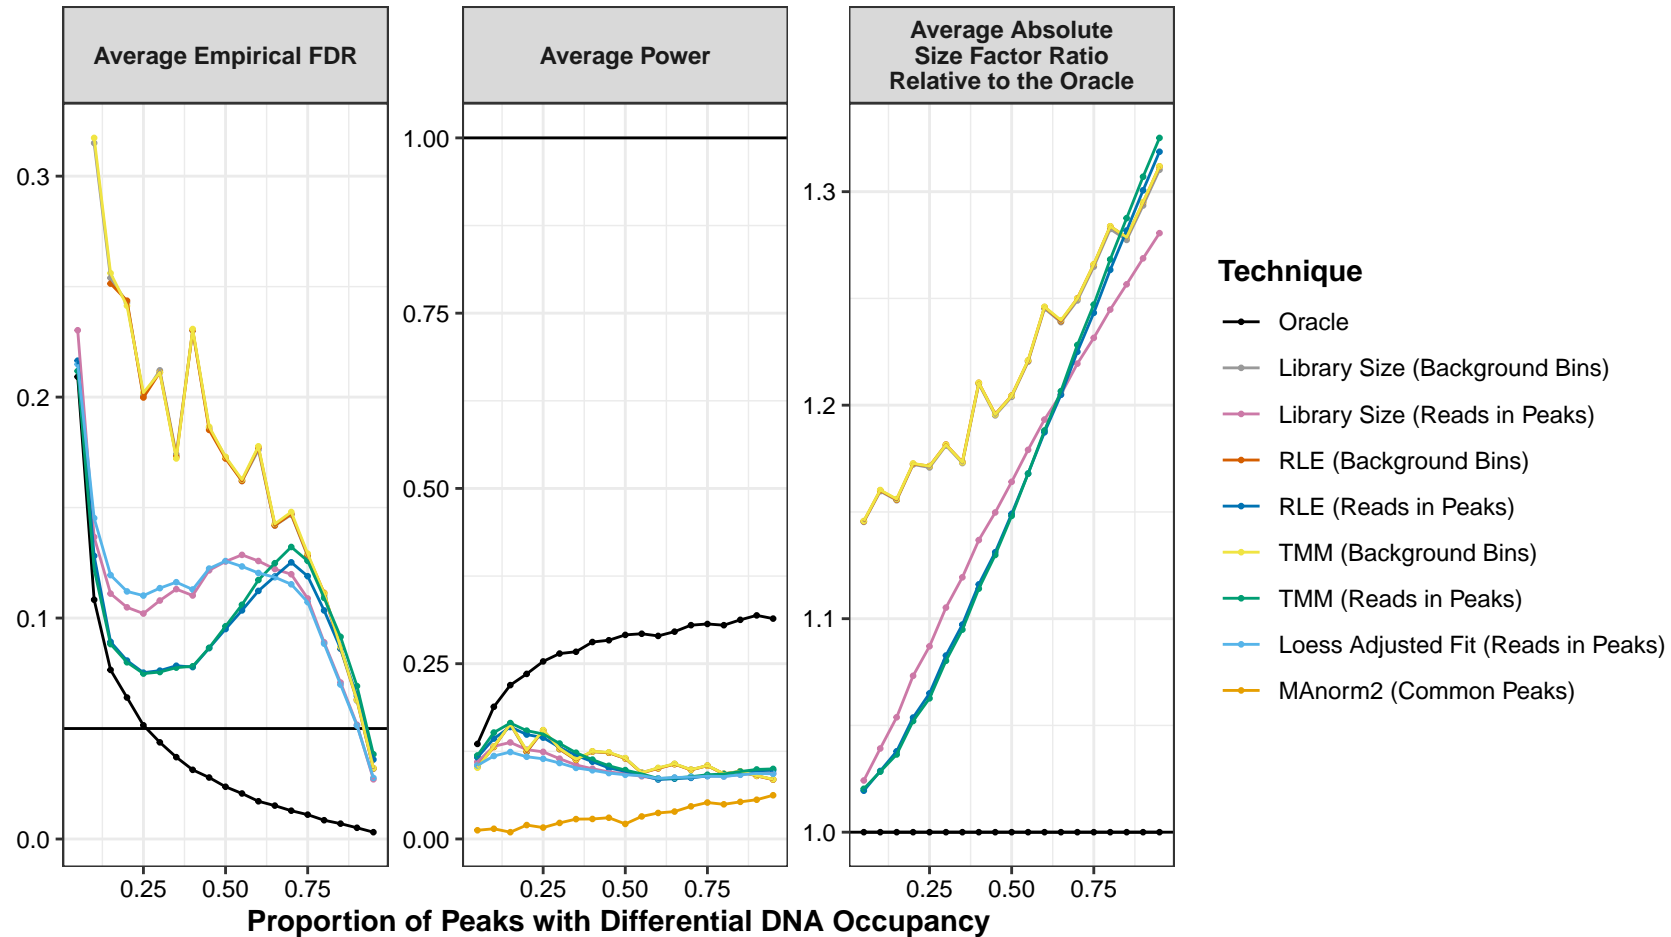 Average Empirical FDR
Average Power
Average Absolute
Size Factor Ratio
Relative to the Oracle
0.3
0.2
0.1
0.0
1.00
0.75
0.50
0.25
0.00
1.3
1.2
1.1
1.0
0.25 0.50 0.75
0.25 0.50 0.75
0.25 0.50 0.75
Proportion of Peaks with Differential DNA Occupancy
Technique
Oracle
Library Size (Background Bins)
Library Size (Reads in Peaks)
RLE (Background Bins)
RLE (Reads in Peaks)
TMM (Background Bins)
TMM (Reads in Peaks)
Loess Adjusted Fit (Reads in Peaks)
MAnorm2 (Common Peaks)